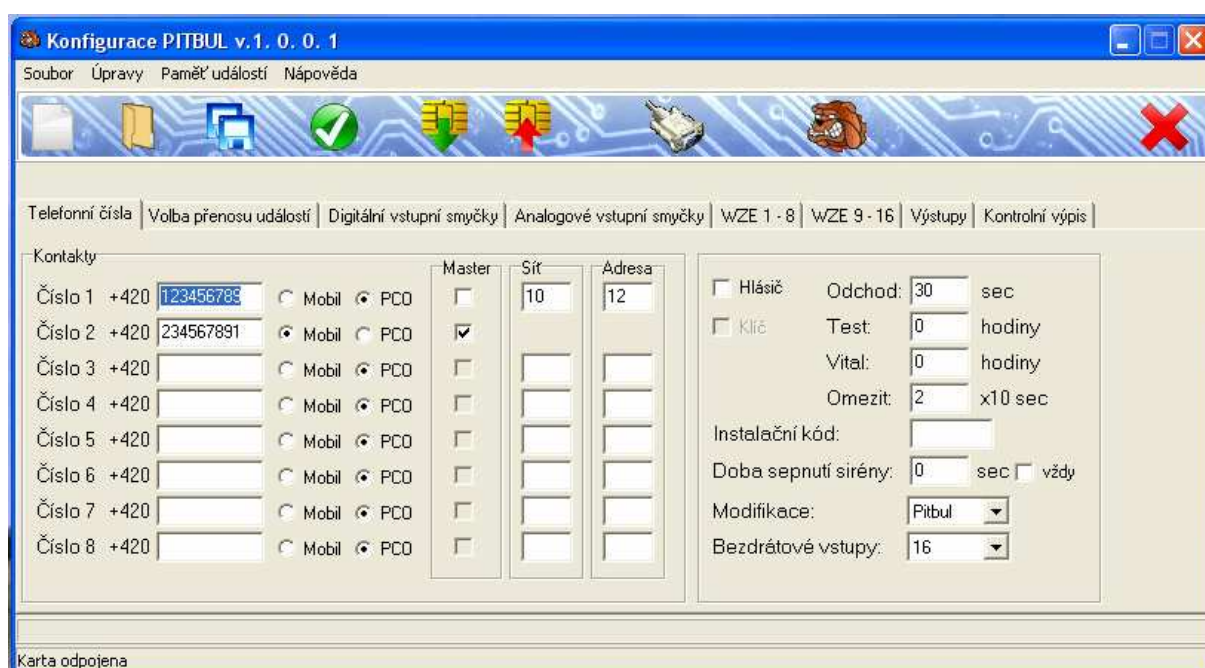 Konfigurace PITBUL v.1. 0. 0. 1
Soubor Úpravy Paměť událostí Nápověda
Telefonní čísla Volba přenosu událostí Digitální vstupní smyčky Analogové vstupní smyčky WZE 1 - 8 WZE 9 - 16 Výstupy Kontrolní výpis
Kontakty Master Síť Adresa
Číslo 1 +420 123456789 Mobil PCO 10 12
Číslo 2 +420 234567891 Mobil PCO
Číslo 3 +420 Mobil PCO
Číslo 4 +420 Mobil PCO
Číslo 5 +420 Mobil PCO
Číslo 6 +420 Mobil PCO
Číslo 7 +420 Mobil PCO
Číslo 8 +420 Mobil PCO
Hlásič Odchod: 30 sec
Klíč Test: 0 hodiny
Vital: 0 hodiny
Omezit: 2 x10 sec
Instalační kód:
Doba sepnutí sirény: 0 sec vždy
Modifikace: Pitbul
Bezdrátové vstupy: 16
Karta odpojena